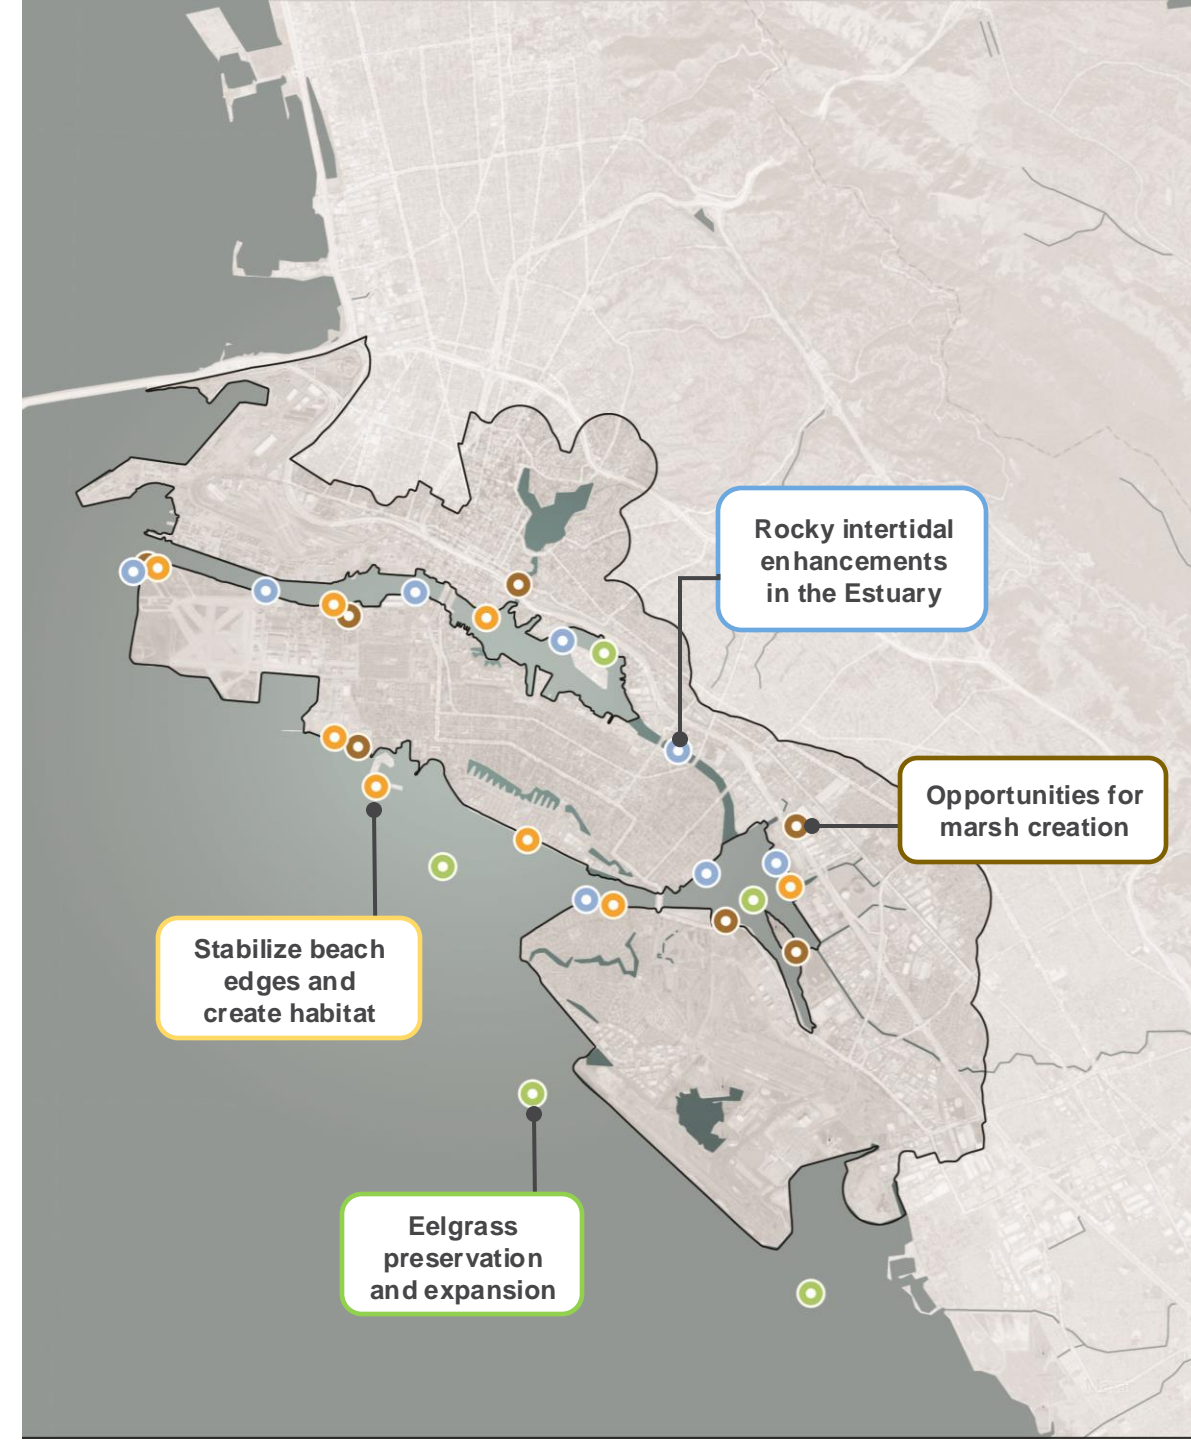 Rocky intertidal
enhancements
in the Estuary
Opportunities for
marsh creation
Stabilize beach
edges and
create habitat
Eelgrass
preservation
and expansion